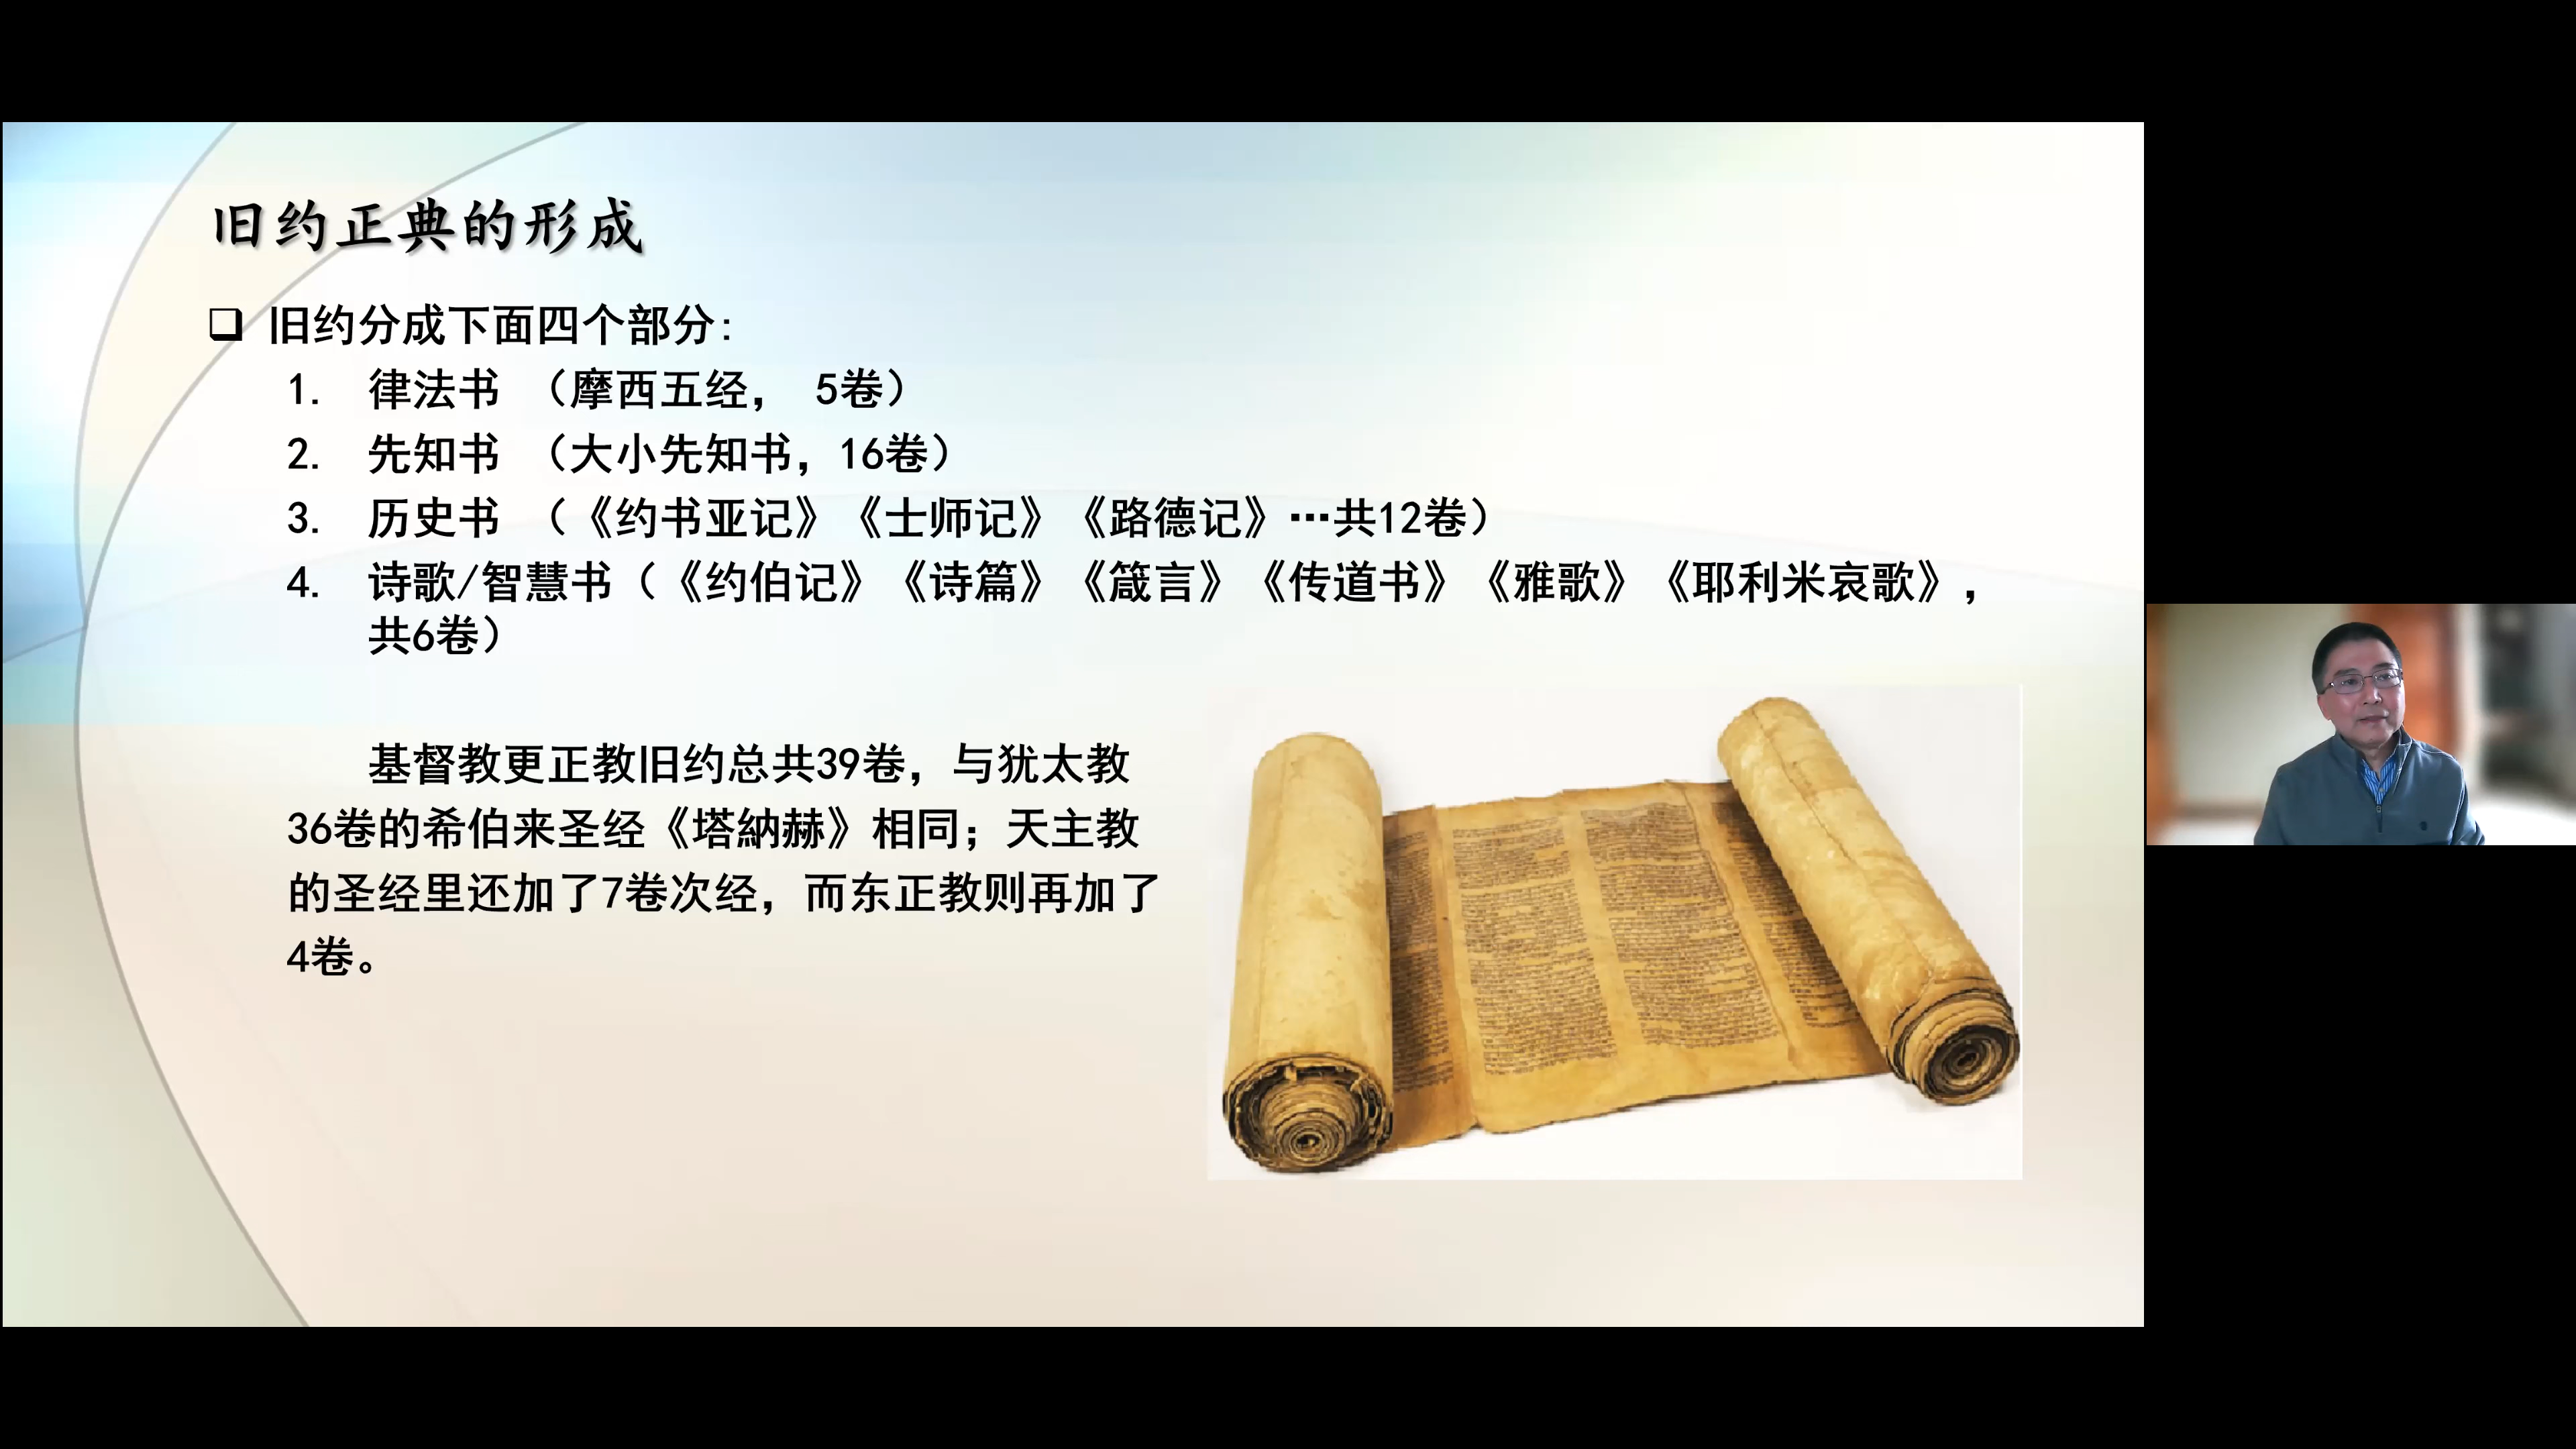 旧约正典的形成
❑ 旧约分成下面四个部分:
1. 律法书 （摩西五经， 5卷）
2. 先知书 （大小先知书，16卷）
3. 历史书 （《约书亚记》《士师记》《路德记》…共12卷）
4. 诗歌/智慧书（《约伯记》《诗篇》《箴言》《传道书》《雅歌》《耶利米哀歌》，
共6卷）
基督教更正教旧约总共39卷，与犹太教
36卷的希伯来圣经《塔納赫》相同；天主教
的圣经里还加了7卷次经，而东正教则再加了
4卷。